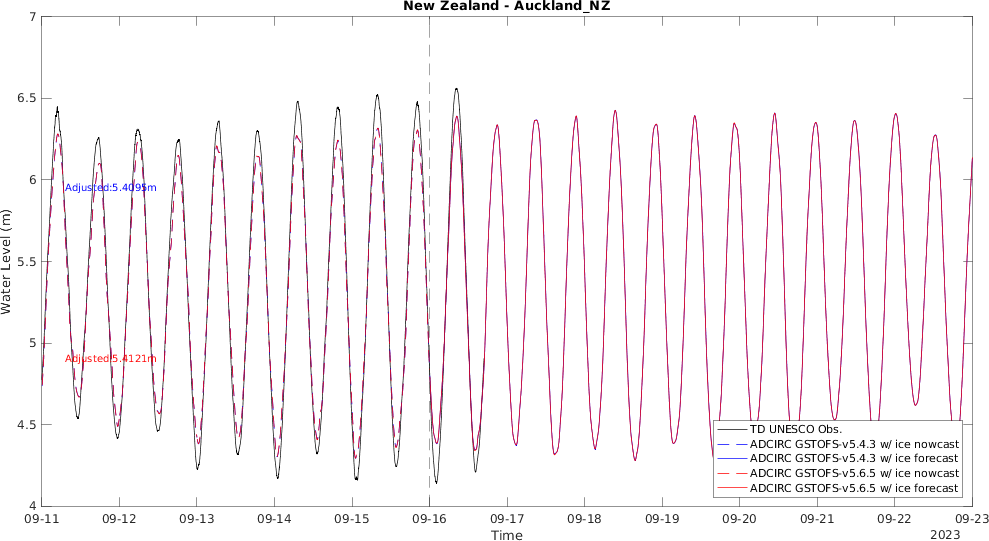 New Zealand - Auckland_NZ
7
6.5
6
5.5
5
4.5
4
Water Level (m)
Adjusted:5.4095m
Adjusted:5.4121m
TD UNESCO Obs.
ADCIRC GSTOFS-v5.4.3 w/ ice nowcast
ADCIRC GSTOFS-v5.4.3 w/ ice forecast
ADCIRC GSTOFS-v5.6.5 w/ ice nowcast
ADCIRC GSTOFS-v5.6.5 w/ ice forecast
09-11 09-12 09-13 09-14 09-15 09-16 09-17 09-18 09-19 09-20 09-21 09-22 09-23
Time
2023